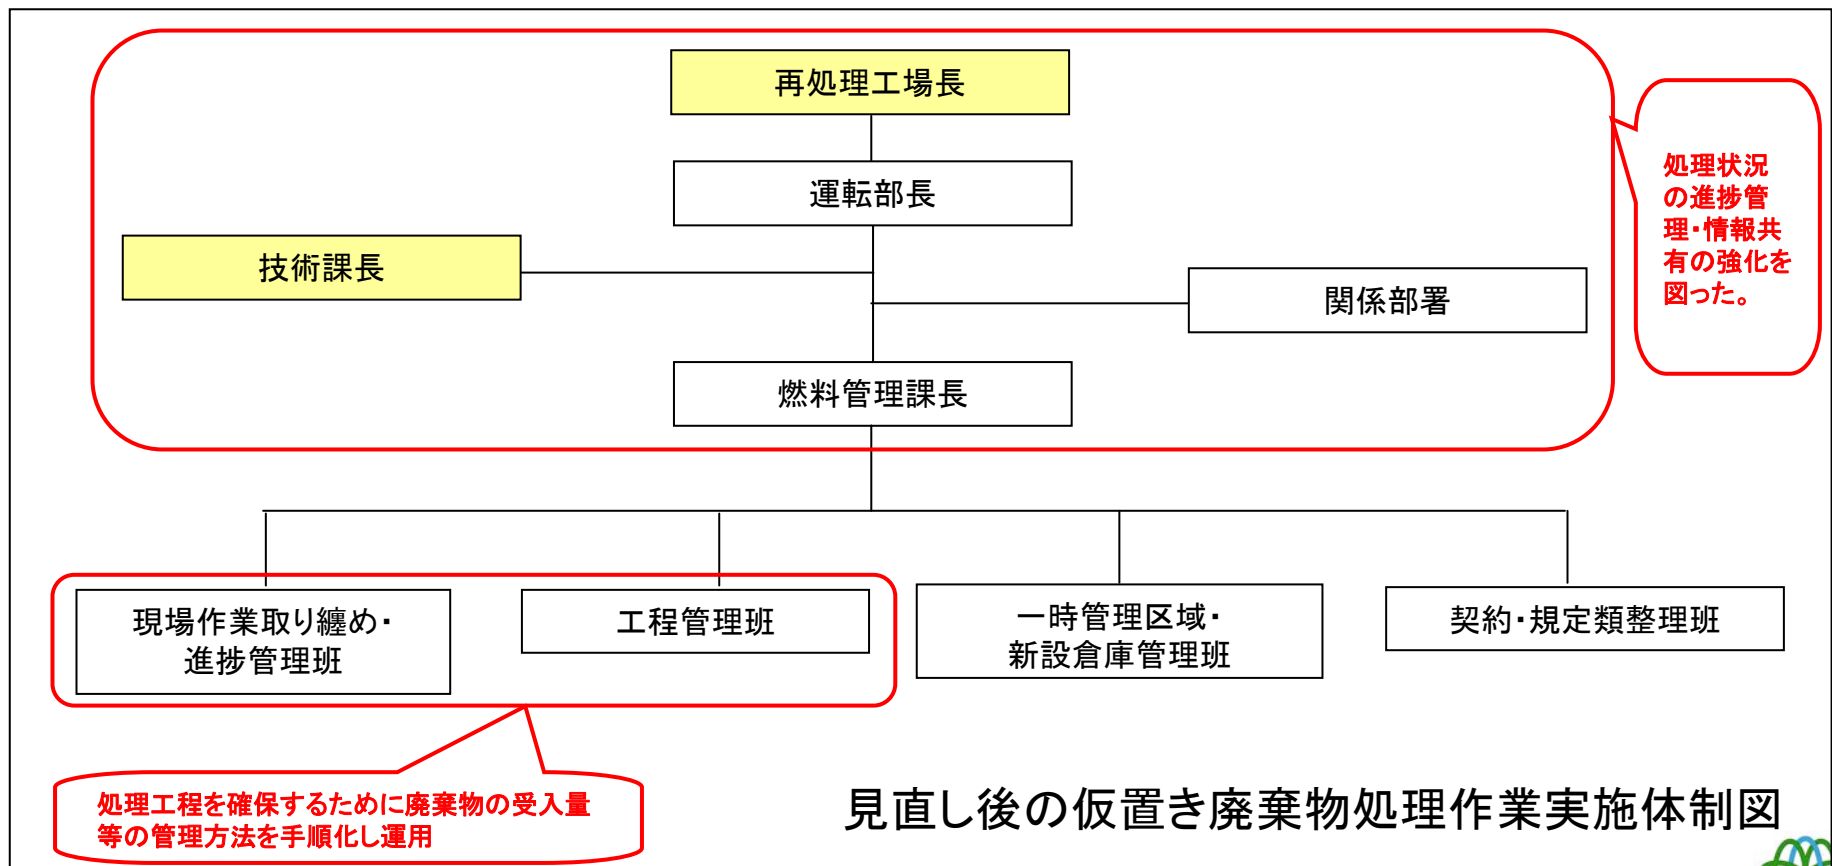 再処理工場長
運転部長
技術課長
関係部署
燃料管理課長
処理状況
の進捗管
理・情報共
有の強化を
図った。
現場作業取り纏め・
進捗管理班
工程管理班
一時管理区域・
新設倉庫管理班
契約・規定類整理班
処理工程を確保するために廃棄物の受入量
等の管理方法を手順化し運用
見直し後の仮置き廃棄物処理作業実施体制図